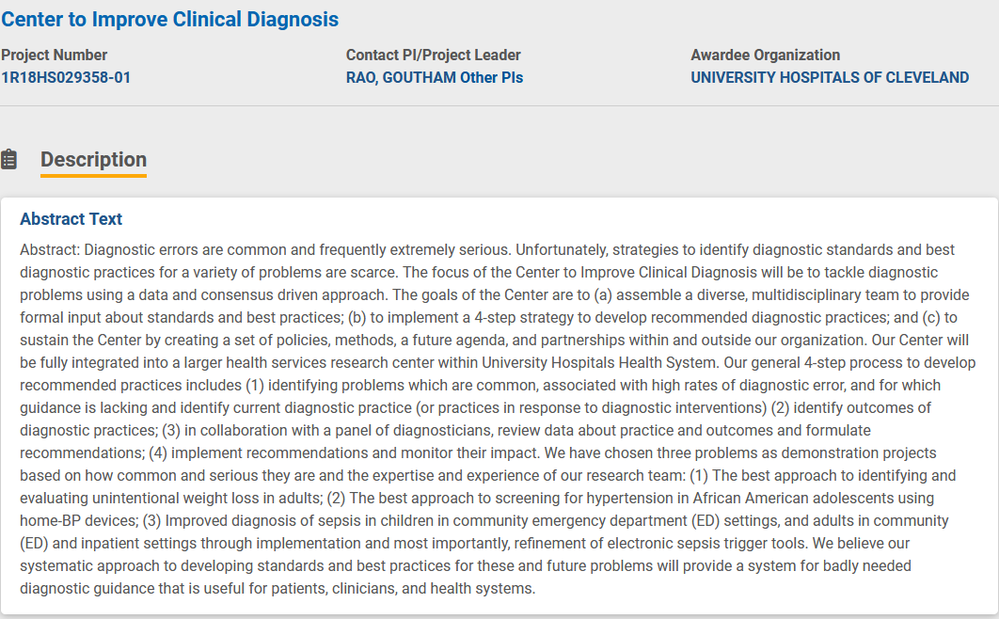 Center to Improve Clinical Diagnosis
Project Number
Contact PI/Project Leader
Awardee Organization
1R18HS029358-01
RAO, GOUTHAM Other PIs
UNIVERSITY HOSPITALS OF CLEVELAND
Description
Abstract Text
Abstract: Diagnostic errors are common and frequently extremely serious. Unfortunately, strategies to identify diagnostic standards and best
diagnostic practices for a variety of problems are scarce. The focus of the Center to Improve Clinical Diagnosis will be to tackle diagnostic
problems using a data and consensus driven approach. The goals of the Center are to (a) assemble a diverse, multidisciplinary team to provide
formal input about standards and best practices; (b) to implement a 4-step strategy to develop recommended diagnostic practices; and (c) to
sustain the Center by creating a set of policies, methods, a future agenda, and partnerships within and outside our organization. Our Center will
be fully integrated into a larger health services research center within University Hospitals Health System. Our general 4-step process to develop
recommended practices includes (1) identifying problems which are common, associated with high rates of diagnostic error, and for which
guidance is lacking and identify current diagnostic practice (or practices in response to diagnostic interventions) (2) identify outcomes of
diagnostic practices; (3) in collaboration with a panel of diagnosticians, review data about practice and outcomes and formulate
recommendations; (4) implement recommendations and monitor their impact. We have chosen three problems as demonstration projects
based on how common and serious they are and the expertise and experience of our research team: (1) The best approach to identifying and
evaluating unintentional weight loss in adults; (2) The best approach to screening for hypertension in African American adolescents using
home-BP devices; (3) Improved diagnosis of sepsis in children in community emergency department (ED) settings, and adults in community
(ED) and inpatient settings through implementation and most importantly, refinement of electronic sepsis trigger tools. We believe our
systematic approach to developing standards and best practices for these and future problems will provide a system for badly needed
diagnostic guidance that is useful for patients, clinicians, and health systems.